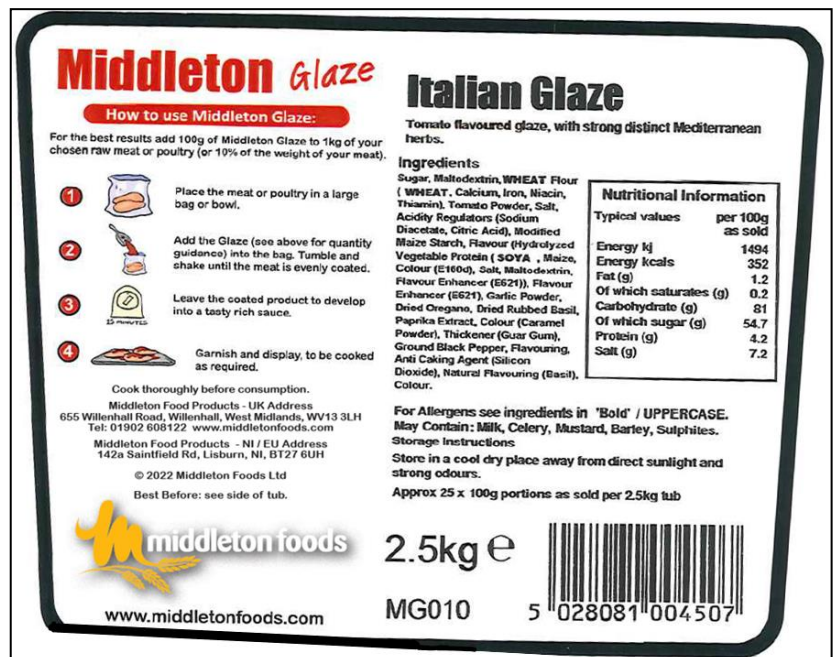 Middleton Glaze
How to use Middleton Glaze:
For the best results add 100g of Middleton Glaze to 1kg of your
chosen raw meat or poultry (or 10% of the weight of your meat).
1
Place the meat or poultry in a large
bag or bowl.
2
Add the Glaze (see above for quantity
guidance) into the bag. Tumble and
shake until the meat is evenly coated.
3
Leave the coated product to develop
into a tasty rich sauce.
15 MINUTES
4
Garnish and display, to be cooked
as required.
Cook thoroughly before consumption.
Middleton Food Products - UK Address
655 Willenhall Road, Willenhall, West Midlands, WV13 3LH
Tel: 01902 608122 www.middletonfoods.com
Middleton Food Products - NI / EU Address
142a Saintfield Rd, Lisburn, NI, BT27 6UH
© 2022 Middleton Foods Ltd
Best Before: see side of tub.
middleton foods
www.middletonfoods.com
Italian Glaze
Tomato flavoured glaze, with strong distinct Mediterranean
herbs.
Ingredients
Sugar, Maltodextrin, WHEAT Flour
( WHEAT, Calcium, Iron, Niacin,
Thiamin), Tomato Powder, Salt,
Acidity Regulators (Sodium
Diacetate, Citric Acid), Modified
Maize Starch, Flavour (Hydrolyzed
Vegetable Protein ( SOYA , Maize,
Colour (E160d), Salt, Maltodextrin,
Flavour Enhancer (E621)), Flavour
Enhancer (E621), Garlic Powder,
Dried Oregano, Dried Rubbed Basil,
Paprika Extract, Colour (Caramel
Powder), Thickener (Guar Gum),
Ground Black Pepper, Flavouring,
Anti Caking Agent (Silicon
Dioxide), Natural Flavouring (Basil),
Colour.
Nutritional Information
Typical values per 100g
as sold
Energy kj 1494
Energy kcals 352
Fat (g) 1.2
Of which saturates (g) 0.2
Carbohydrate (g) 81
Of which sugar (g) 54.7
Protein (g) 4.2
Salt (g) 7.2
For Allergens see ingredients in 'Bold' / UPPERCASE.
May Contain: Milk, Celery, Mustard, Barley, Sulphites.
Storage Instructions
Store in a cool dry place away from direct sunlight and
strong odours.
Approx 25 x 100g portions as sold per 2.5kg tub
2.5kg e
MG010
5 028081 004507